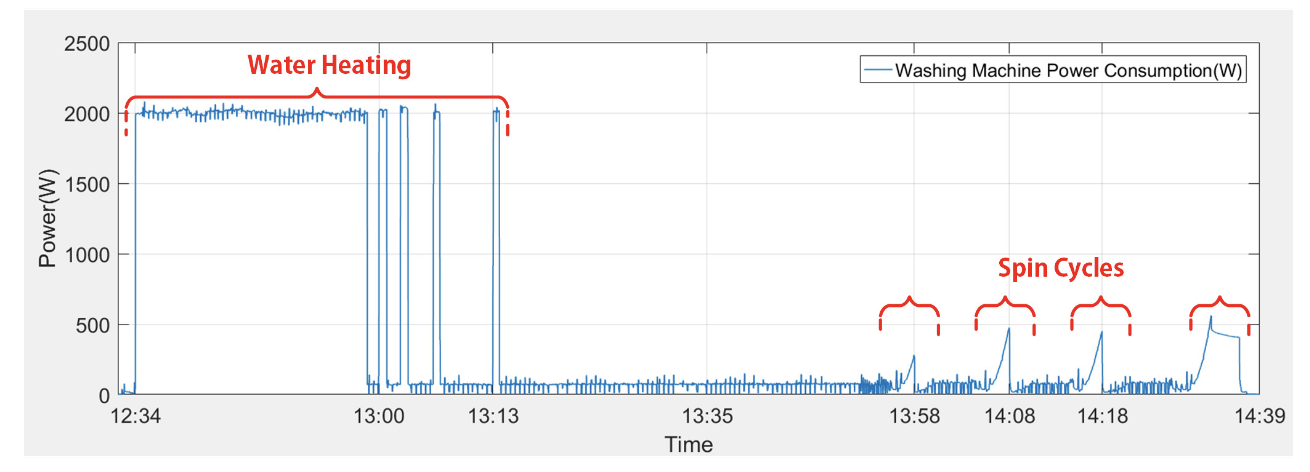 2500
2000
1500
1000
500
0
Power(W)
Water Heating
Washing Machine Power Consumption(W)
Spin Cycles
12:34 13:00 13:13 13:35 13:58 14:08 14:18 14:39
Time